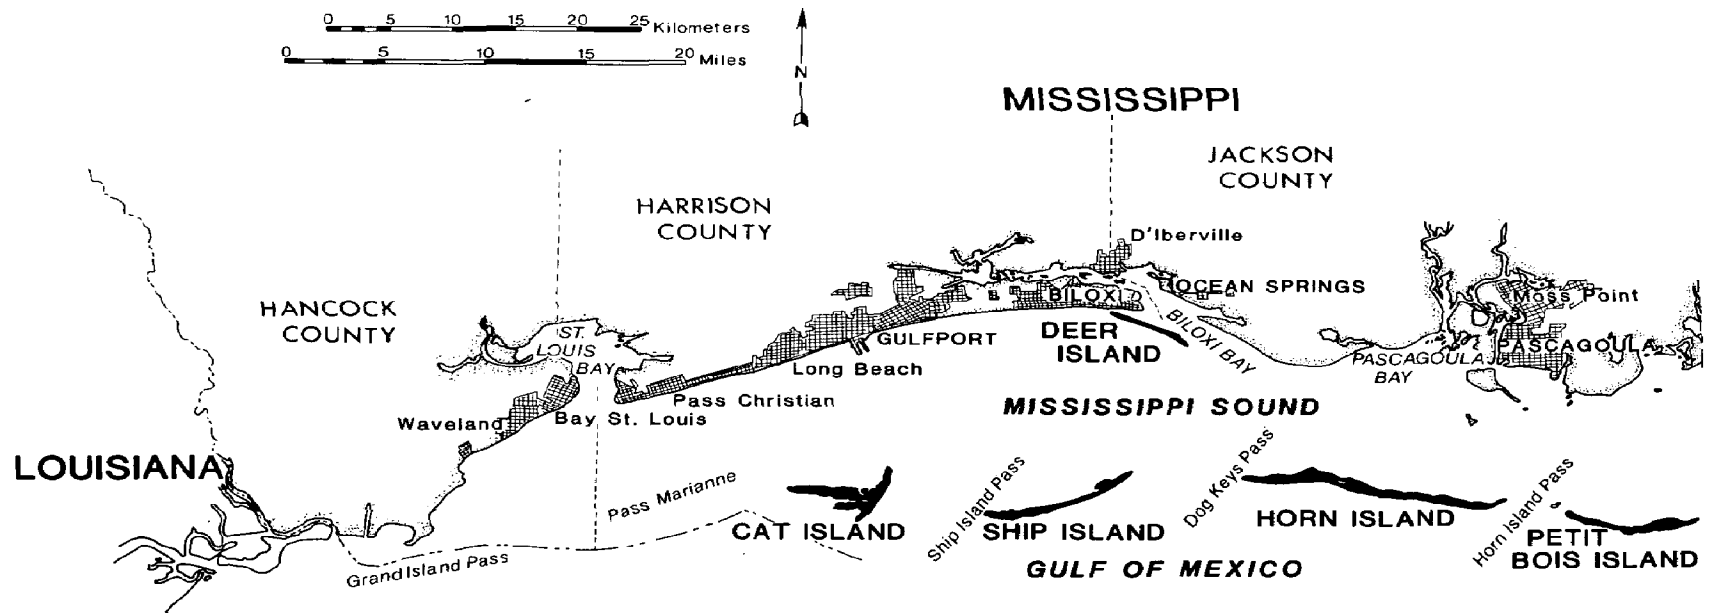 0 5 10 15 20 25 Kilometers
0 5 10 15 20 Miles
N
MISSISSIPPI
JACKSON
COUNTY
HARRISON
COUNTY
D'Iberville
HANCOCK
COUNTY
OCEAN SPRINGS
BILOXI
Moss Point
ST.
LOUIS
BAY
GULFPORT
DEER
ISLAND
BILOXI BAY
PASCAGOULA
BAY
PASCAGOULA
Long Beach
Pass Christian
Waveland
Bay St. Louis
MISSISSIPPI SOUND
LOUISIANA
Pass Marianne
CAT ISLAND
Ship Island Pass
SHIP ISLAND
Dog Keys Pass
HORN ISLAND
Horn Island Pass
PETIT
BOIS ISLAND
Grand Island Pass
GULF OF MEXICO